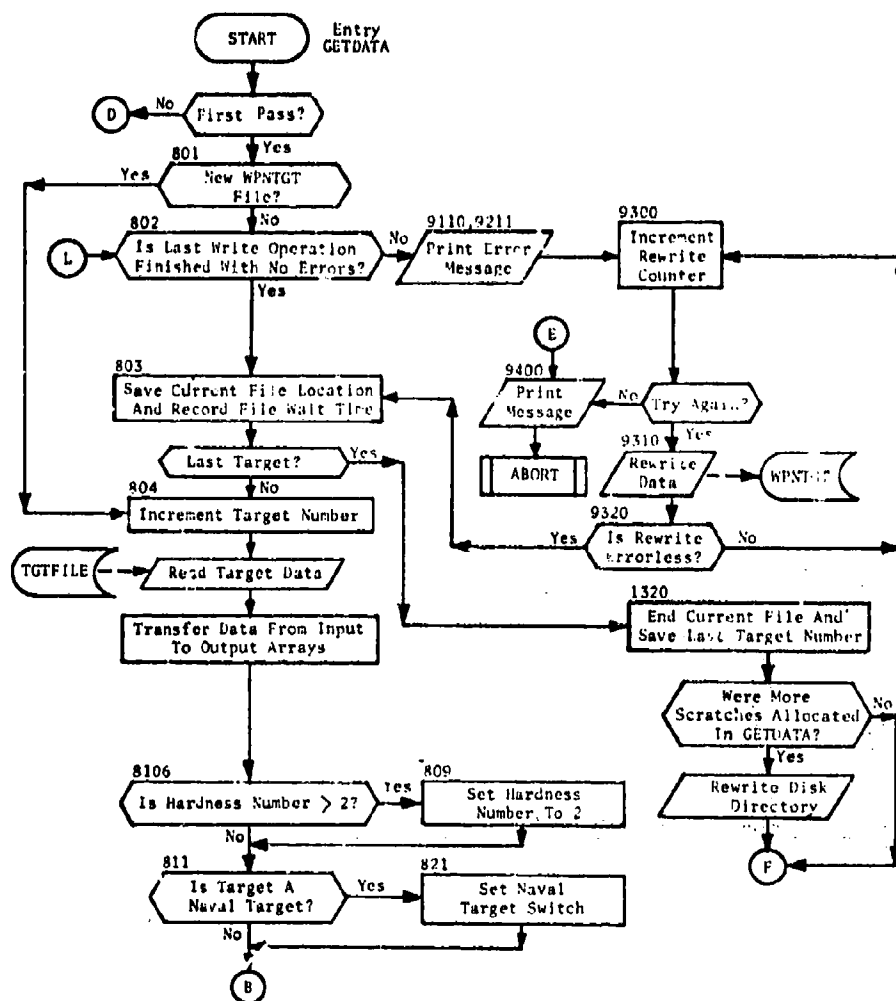 START
Entry
GETDATA
D
No
First Pass?
Yes
801
Yes
New WPNTGT
File?
No
802
L
Is Last Write Operation
Finished With No Errors?
No
Yes
9110,9211
Print Error
Message
9300
Increment
Rewrite
Counter
E
803
Save Current File Location
And Record File Wait Time
9400
Print
Message
No
Try Again?
Yes
ABORT
9310
Rewrite
Data
Last Target?
Yes
No
804
Increment Target Number
9320
Yes
Is Rewrite
Errorless?
No
TGTFILE
Read Target Data
1320
End Current File And
Save Last Target Number
Transfer Data From Input
To Output Arrays
Were More
Scratches Allocated
In GETDATA?
No
Yes
Rewrite Disk
Directory
F
8106
Is Hardness Number > 2?
Yes
No
809
Set Hardness
Number To 2
811
Is Target A
Naval Target?
Yes
No
821
Set Naval
Target Switch
B